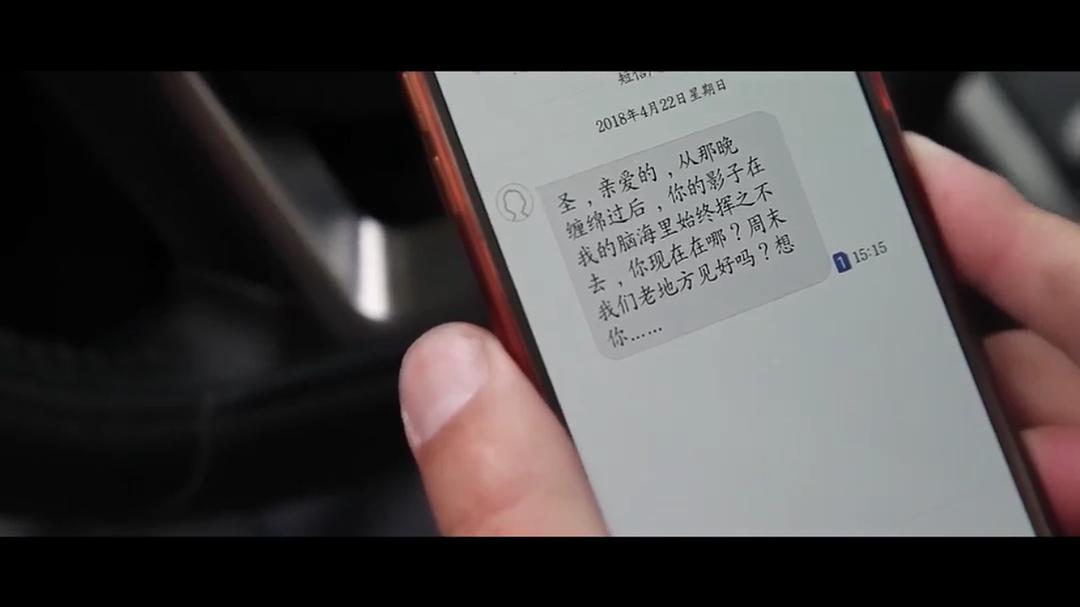 短信
2018年4月22日星期日
圣，亲爱的，从那晚
缠绵过后，你的影子在
我的脑海里始终挥之不
去，你现在在哪？周末
我们老地方见好吗？想
你……
1 15:15